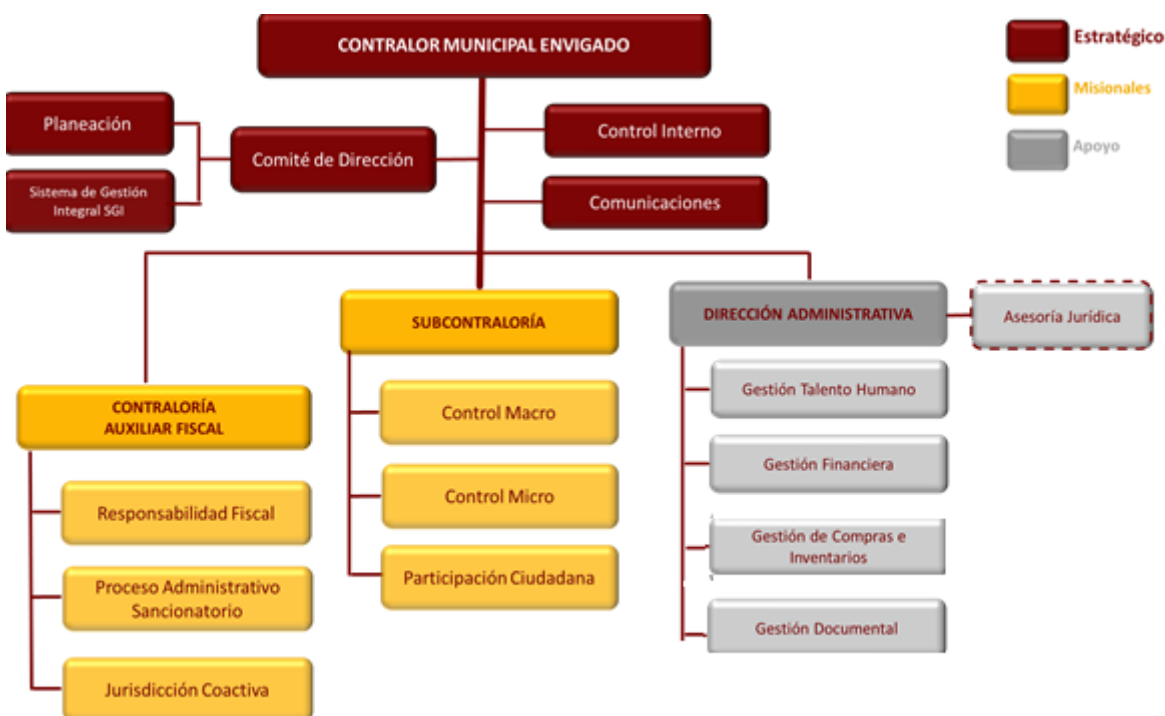 CONTRALOR MUNICIPAL ENVIGADO
Estratégico
Misionales
Apoyo
Planeación
Sistema de Gestión
Integral SGI
Comité de Dirección
Control Interno
Comunicaciones
CONTRALORÍA
AUXILIAR FISCAL
Responsabilidad Fiscal
Proceso Administrativo
Sancionatorio
Jurisdicción Coactiva
SUBCONTRALORÍA
Control Macro
Control Micro
Participación Ciudadana
DIRECCIÓN ADMINISTRATIVA
Asesoría Jurídica
Gestión Talento Humano
Gestión Financiera
Gestión de Compras e
Inventarios
Gestión Documental